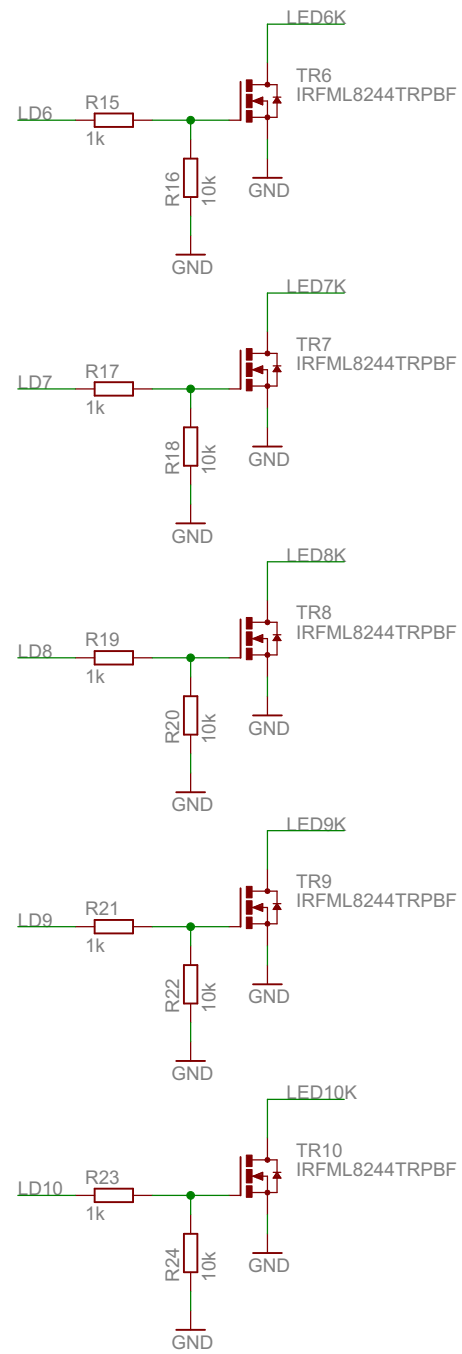 LED6K
TR6
IRFML8244TRPBF
LD6
R15
1k
R16
10k
GND
GND
LED7K
TR7
IRFML8244TRPBF
LD7
R17
1k
R18
10k
GND
GND
LED8K
TR8
IRFML8244TRPBF
LD8
R19
1k
R20
10k
GND
GND
LED9K
TR9
IRFML8244TRPBF
LD9
R21
1k
R22
10k
GND
GND
LED10K
TR10
IRFML8244TRPBF
LD10
R23
1k
R24
10k
GND
GND